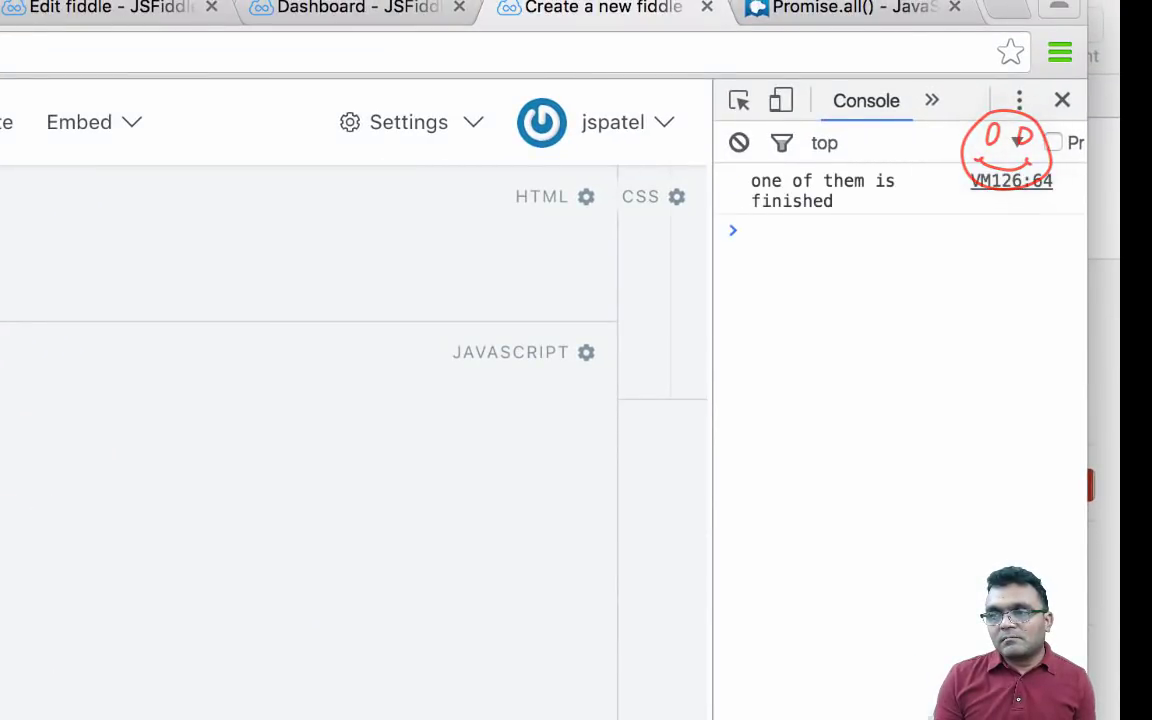 Edit fiddle - JSFiddl
Dashboard - JSFiddl
Create a new fiddle
Promise.all() - JavaS
nt
te
Embed
Settings
jspatel
Console
top
Pr
HTML
CSS
one of them is
finished
VM126:64
JAVASCRIPT